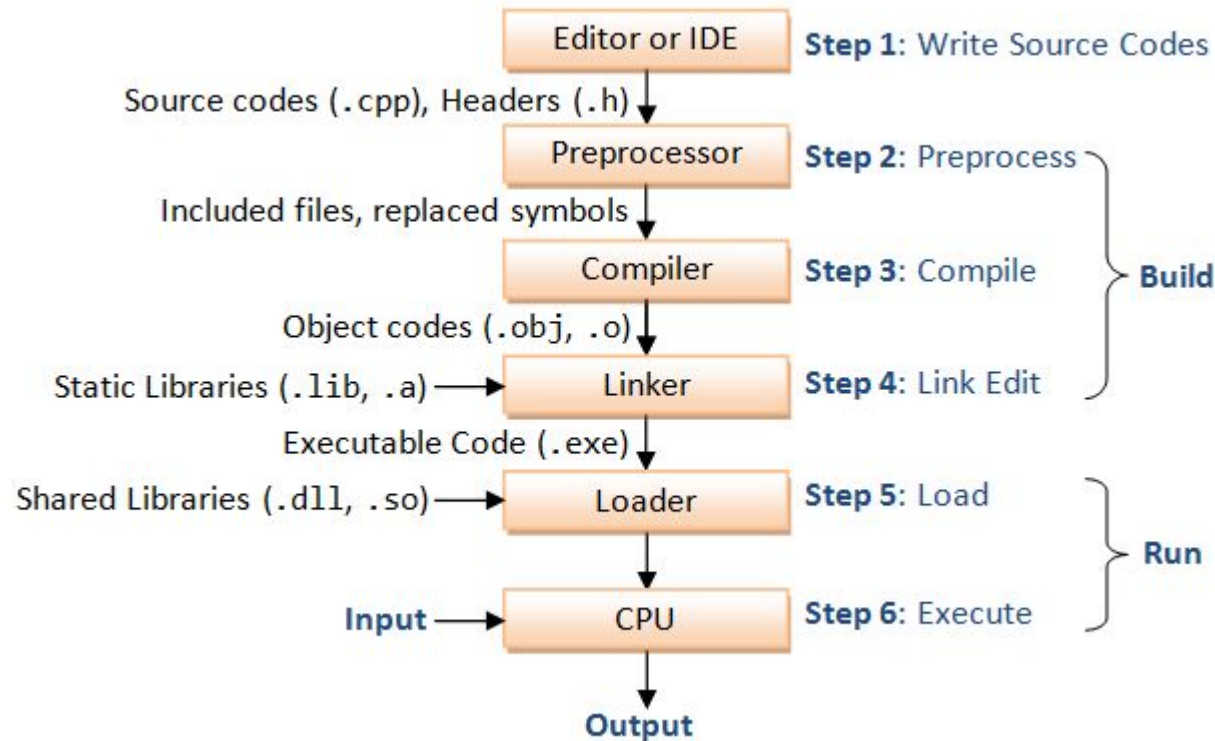 Editor or IDE
Step 1: Write Source Codes
Source codes (.cpp), Headers (.h)
Preprocessor
Step 2: Preprocess
Included files, replaced symbols
Compiler
Step 3: Compile
Build
Object codes (.obj, .o)
Static Libraries (.lib, .a)
Linker
Step 4: Link Edit
Executable Code (.exe)
Shared Libraries (.dll, .so)
Loader
Step 5: Load
Run
Input
CPU
Step 6: Execute
Output